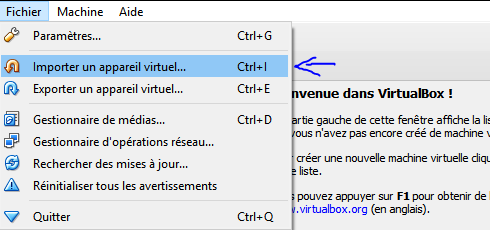 Fichier Machine Aide
Paramètres... Ctrl+G
Importer un appareil virtuel... Ctrl+I
Exporter un appareil virtuel... Ctrl+E
nvenue dans VirtualBox !
Gestionnaire de médias... Ctrl+D
artie gauche de cette fenêtre affiche la lis
Gestionnaire d'opérations réseau...
vous n'avez pas encore créé de machine v
Rechercher des mises à jour...
créer une nouvelle machine virtuelle cliqu
Réinitialiser tous les avertissements
e liste.
s pouvez appuyer sur F1 pour obtenir de l
Quitter Ctrl+Q
w.virtualbox.org (en anglais).